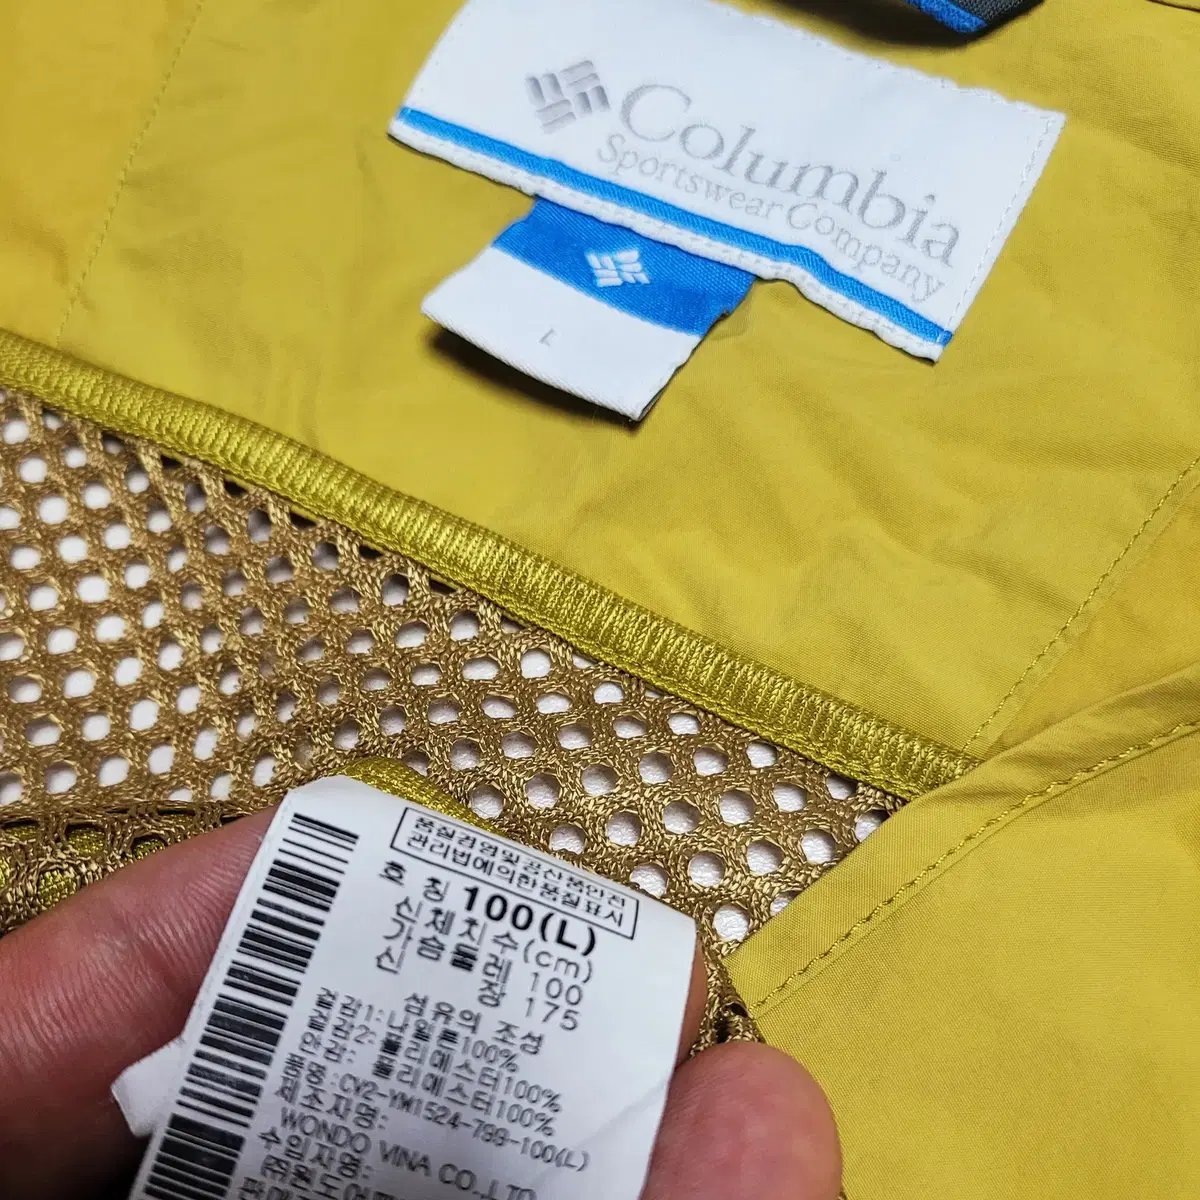 Columbia
Sportswear Company
L
품질경영및공산품안전
관리법에의한품질표시
호 칭 100(L)
신체치수(cm)
가슴둘레 100
신 장 175
섬유의 조성
겉감1: 나일론100%
겉감2: 폴리에스터100%
안감: 폴리에스터100%
품명:CV2-YM1524-799-100(L)
제조자명:
WONDO VINA CO.,LTD
수입자명: